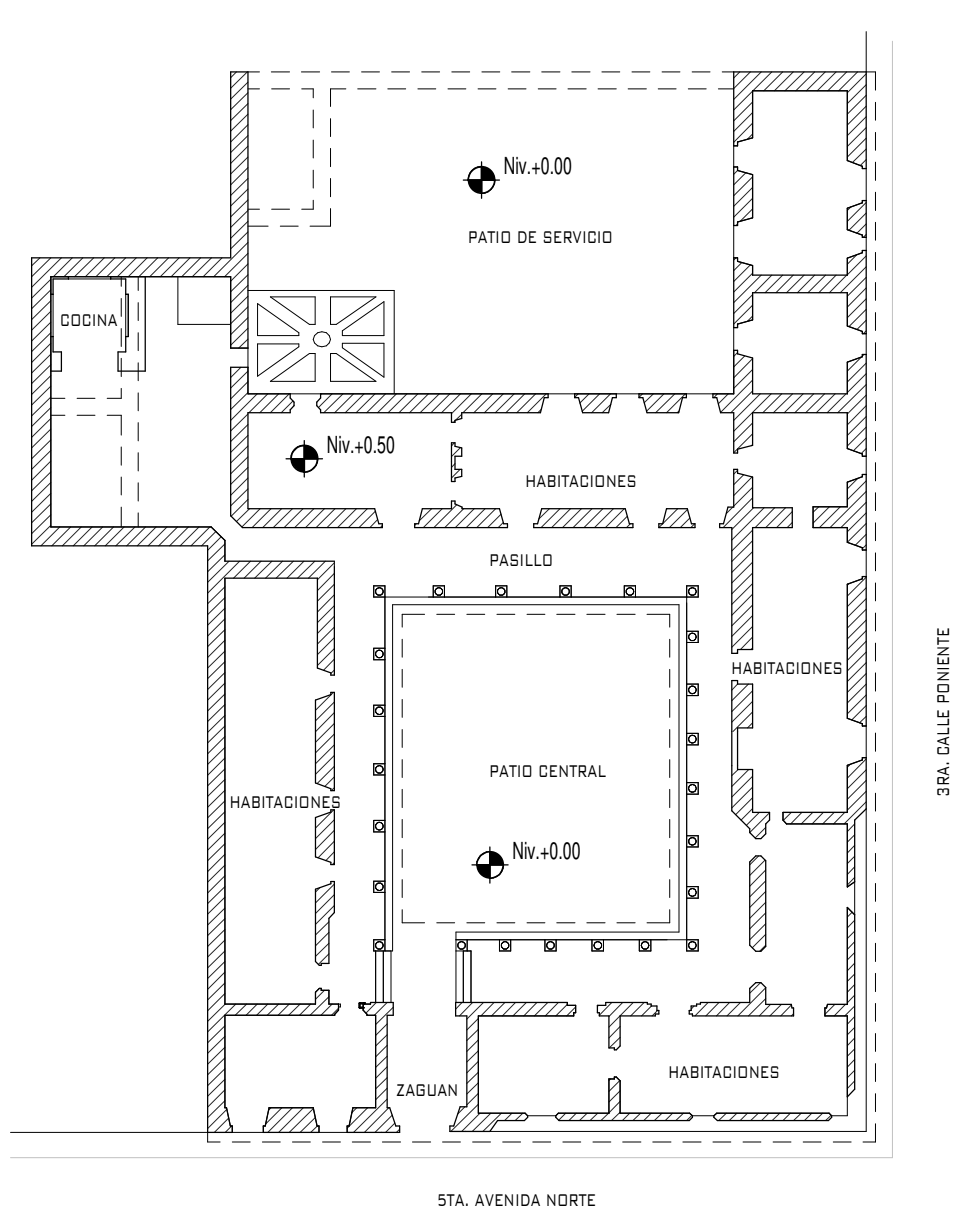 Niv.+0.00
PATIO DE SERVICIO
COCINA
Niv.+0.50
HABITACIONES
PASILLO
HABITACIONES
3RA. CALLE PONIENTE
PATIO CENTRAL
HABITACIONES
Niv.+0.00
HABITACIONES
ZAGUAN
5TA. AVENIDA NORTE